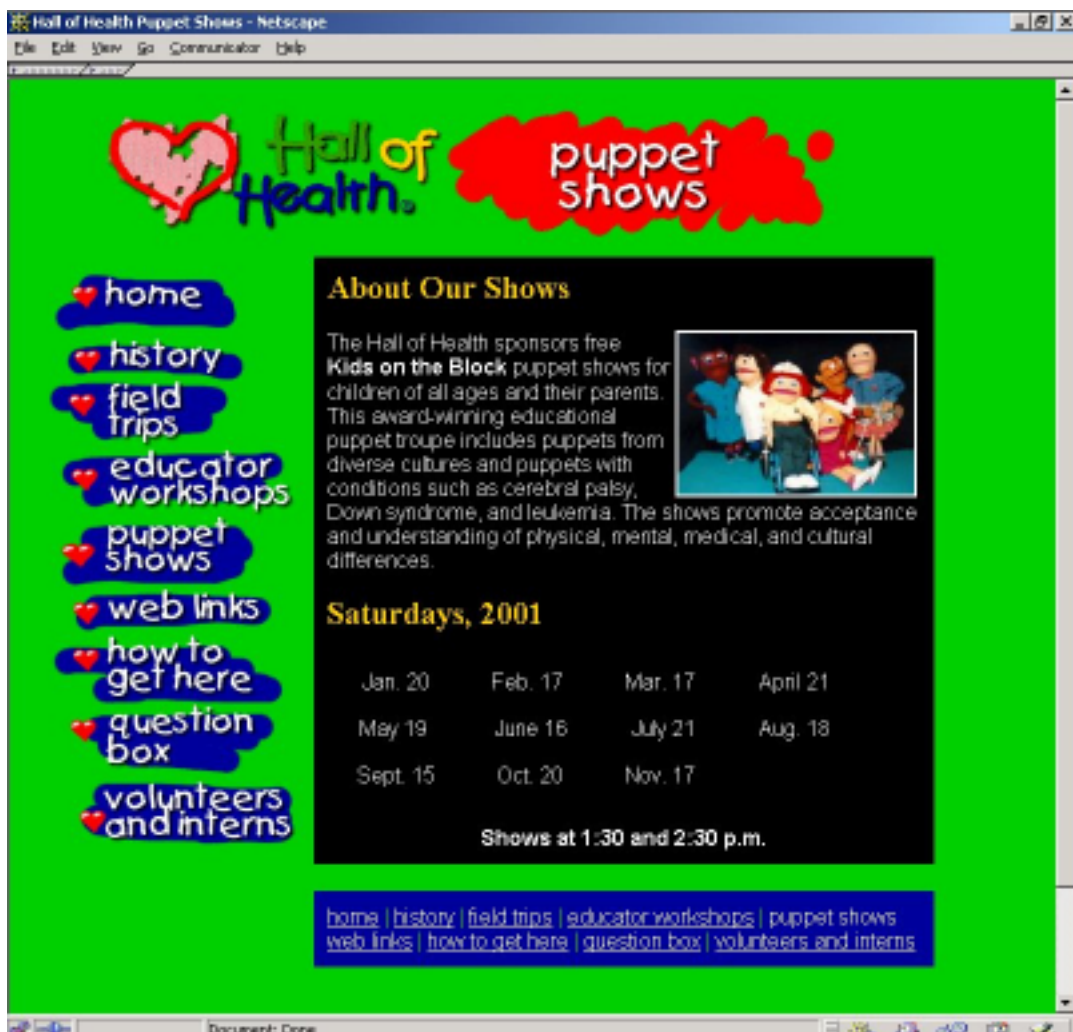 Hall of Health Puppet Shows - Netscape
File Edit View Go Communicator Help
Hall of
Health
puppet
shows
home
history
field
trips
educator
workshops
puppet
shows
web links
how to
get here
question
box
volunteers
and interns
About Our Shows
The Hall of Health sponsors free
Kids on the Block puppet shows for
children of all ages and their parents.
This award-winning educational
puppet troupe includes puppets from
diverse cultures and puppets with
conditions such as cerebral palsy,
Down syndrome, and leukemia. The shows promote acceptance
and understanding of physical, mental, medical, and cultural
differences.
Saturdays, 2001
Jan. 20 Feb. 17 Mar. 17 April 21
May 19 June 16 July 21 Aug. 18
Sept. 15 Oct. 20 Nov. 17
Shows at 1:30 and 2:30 p.m.
home | history | field trips | educator workshops | puppet shows
web links | how to get here | question box | volunteers and interns
Document: Done